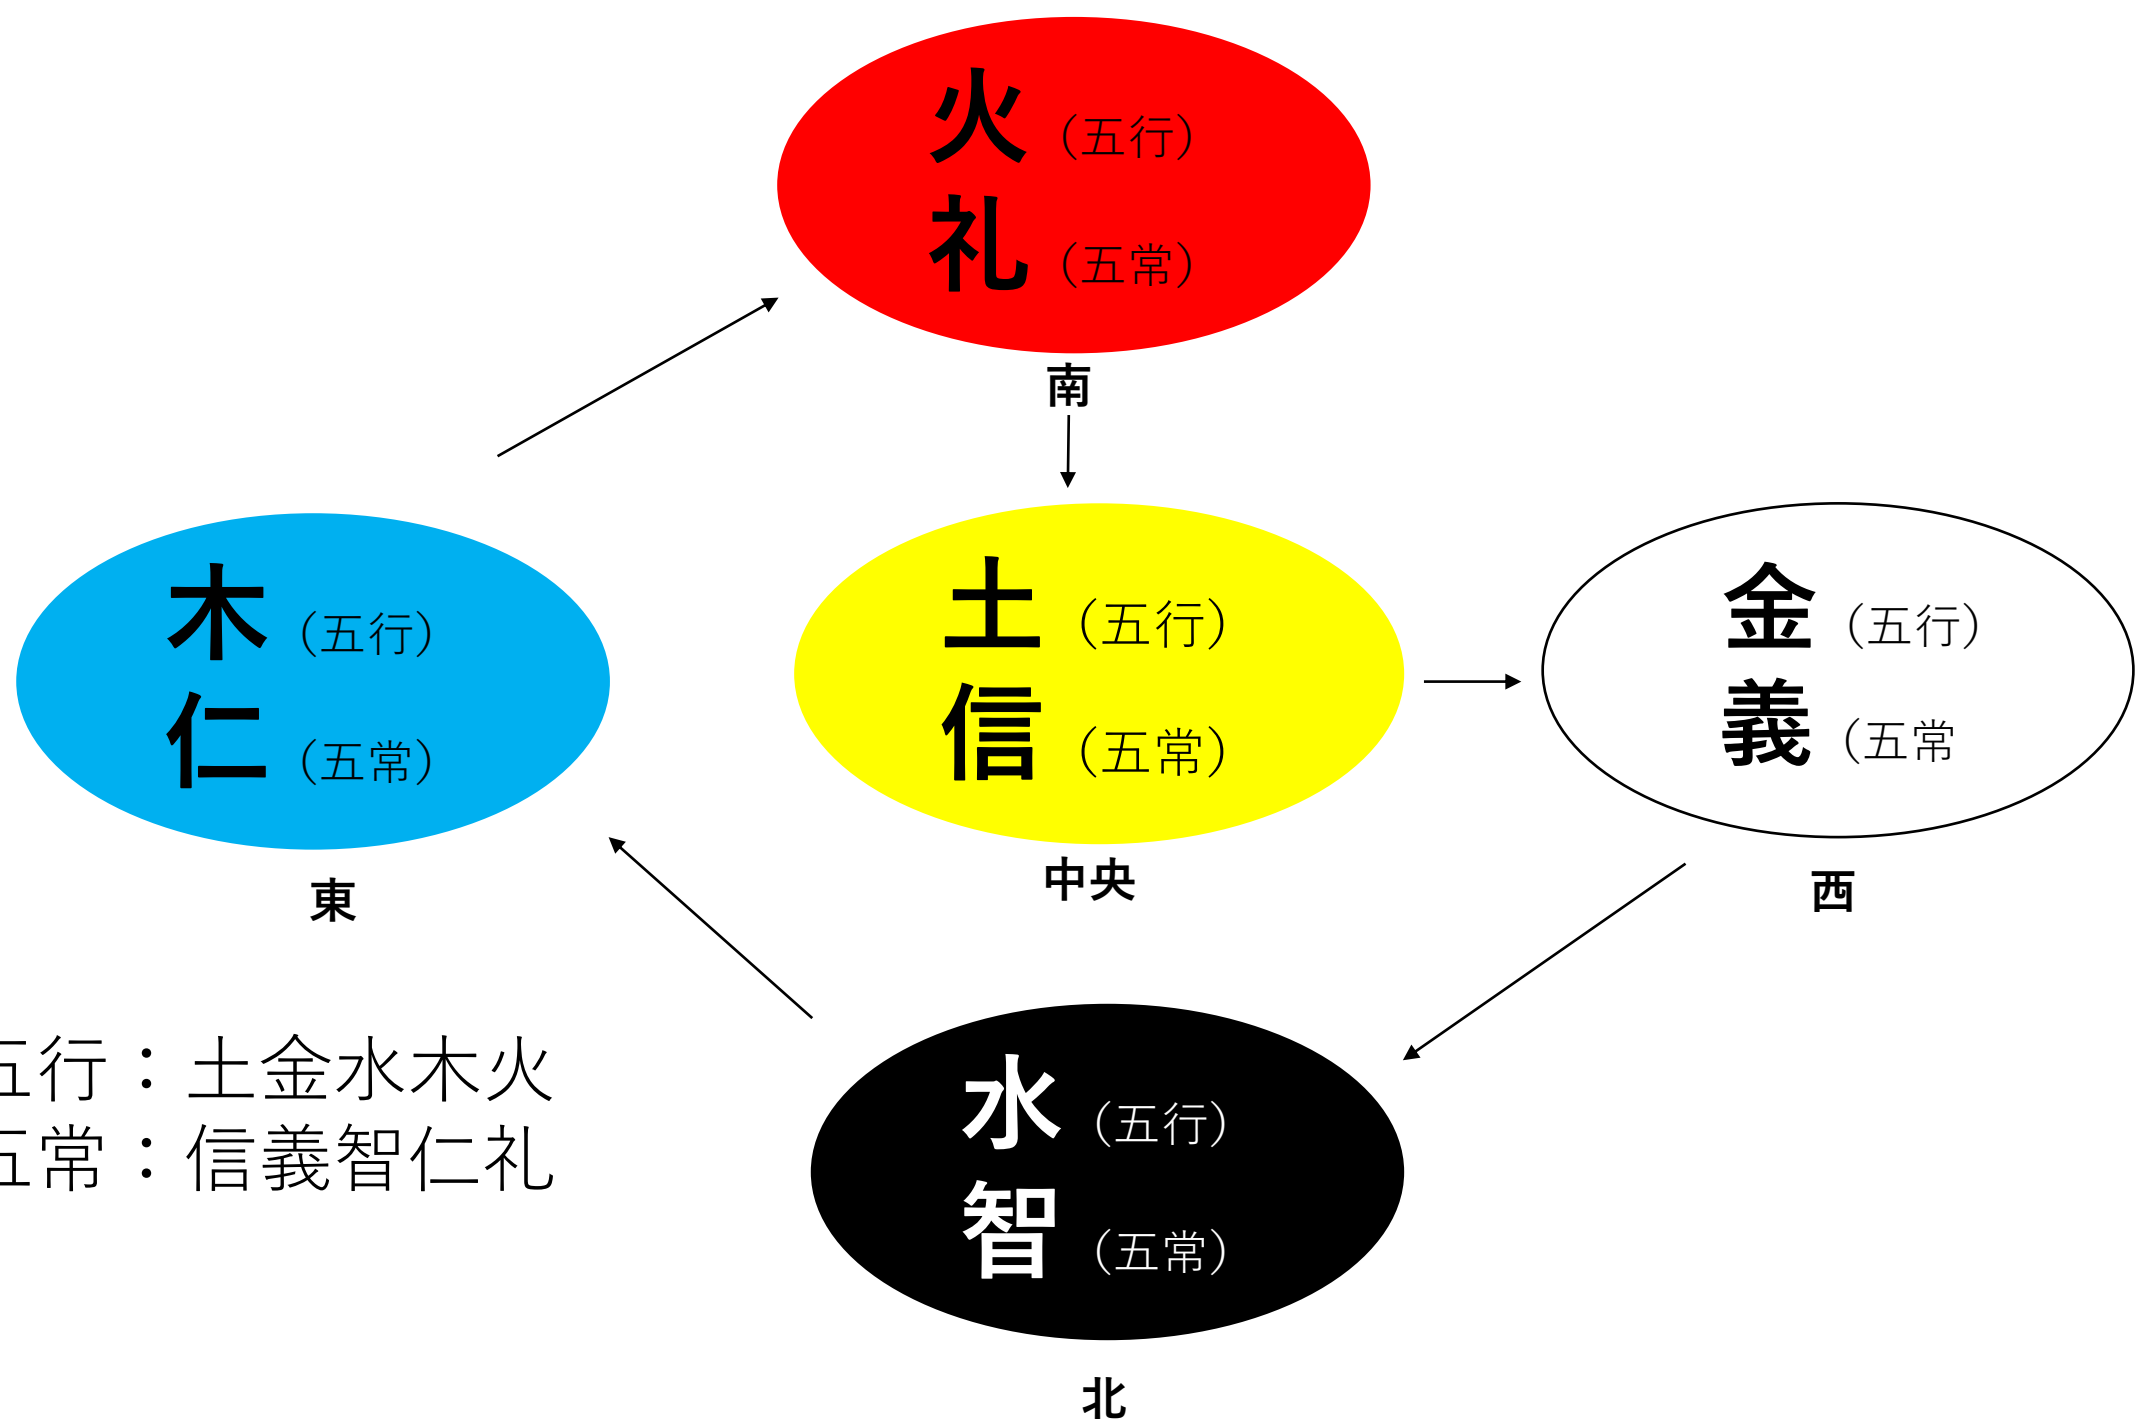 火（五行）
礼（五常）
南
木（五行）
仁（五常）
東
土（五行）
信（五常）
中央
金（五行）
義（五常
西
五行：土金水木火
五常：信義智仁礼
水（五行）
智（五常）
北